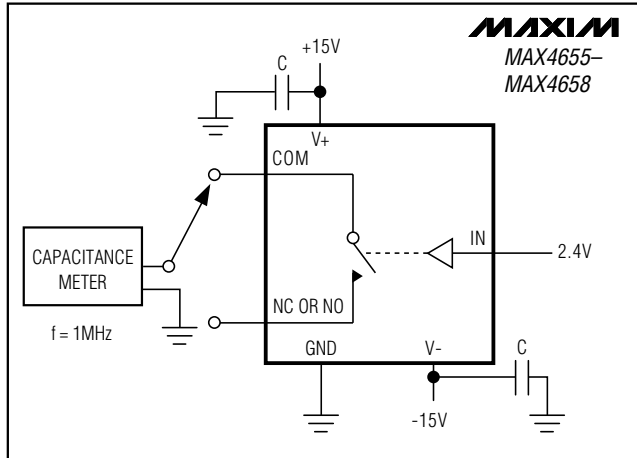 MAXIM
MAX4655–
MAX4658
+15V
C
V+
COM
IN
2.4V
CAPACITANCE
METER
NC OR NO
f = 1MHz
GND
V-
C
-15V